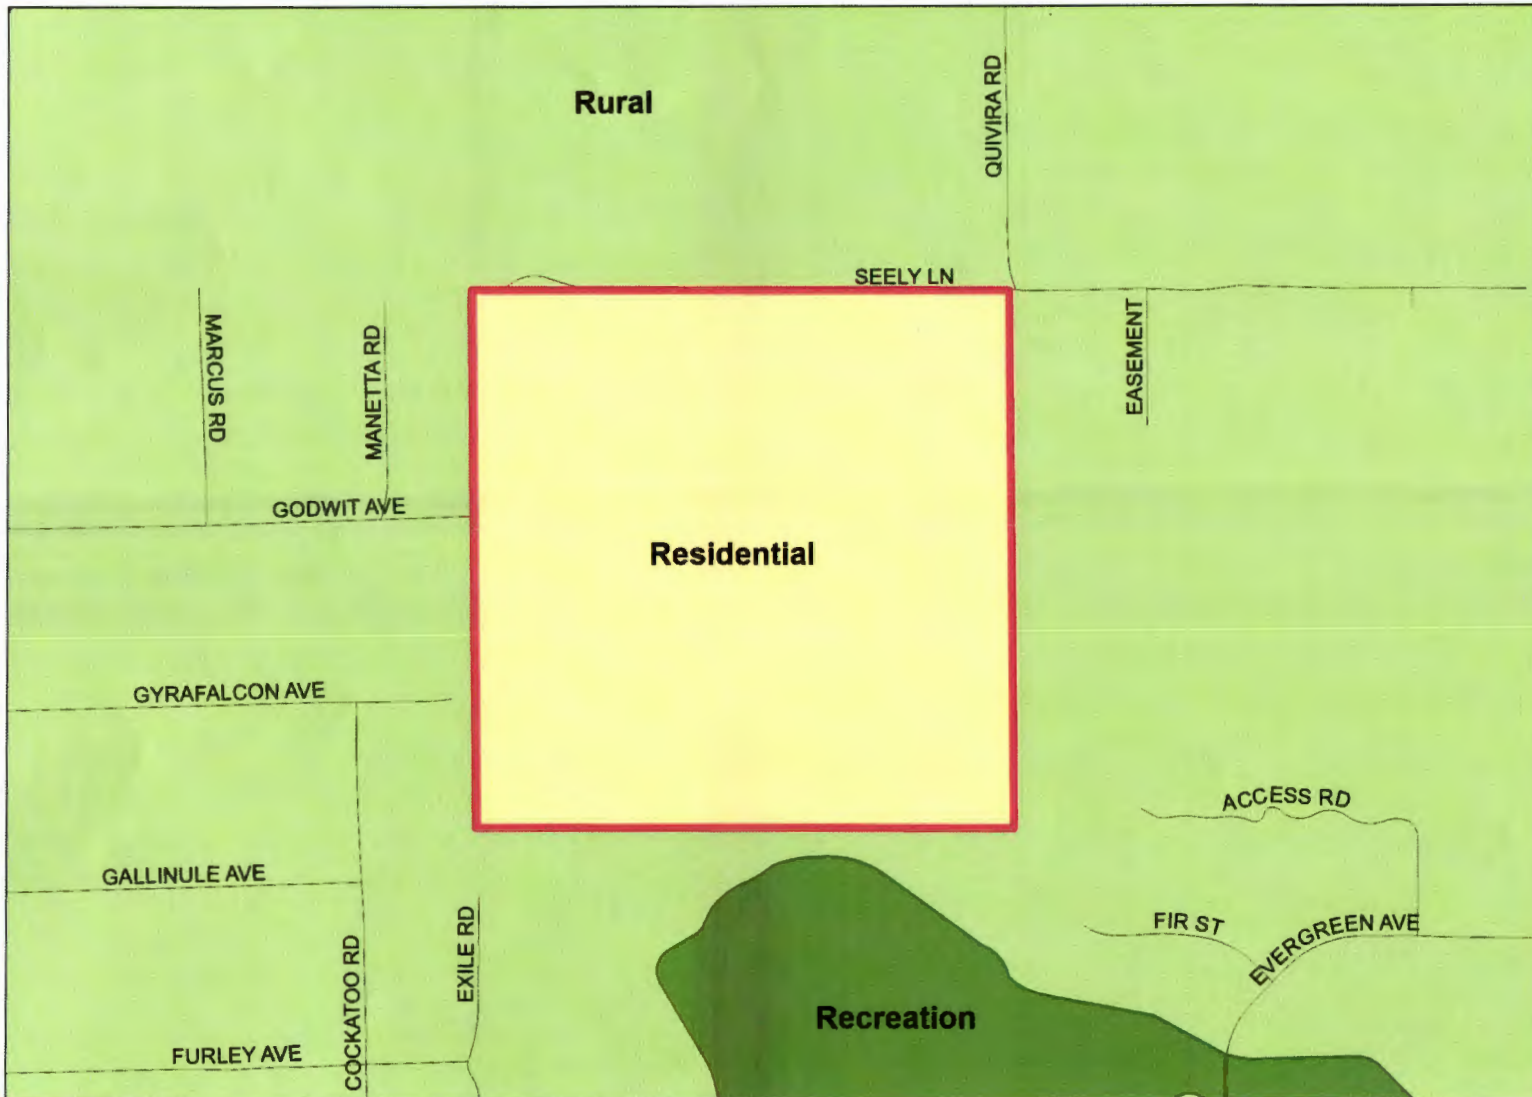 Rural
QUIVIRA RD
SEELY LN
MARCUS RD
MANETTA RD
EASEMENT
GODWIT AVE
Residential
GYRAFALCON AVE
ACCESS RD
GALLINULE AVE
EXILE RD
FIR ST
EVERGREEN AVE
COCKATOO RD
Recreation
FURLEY AVE